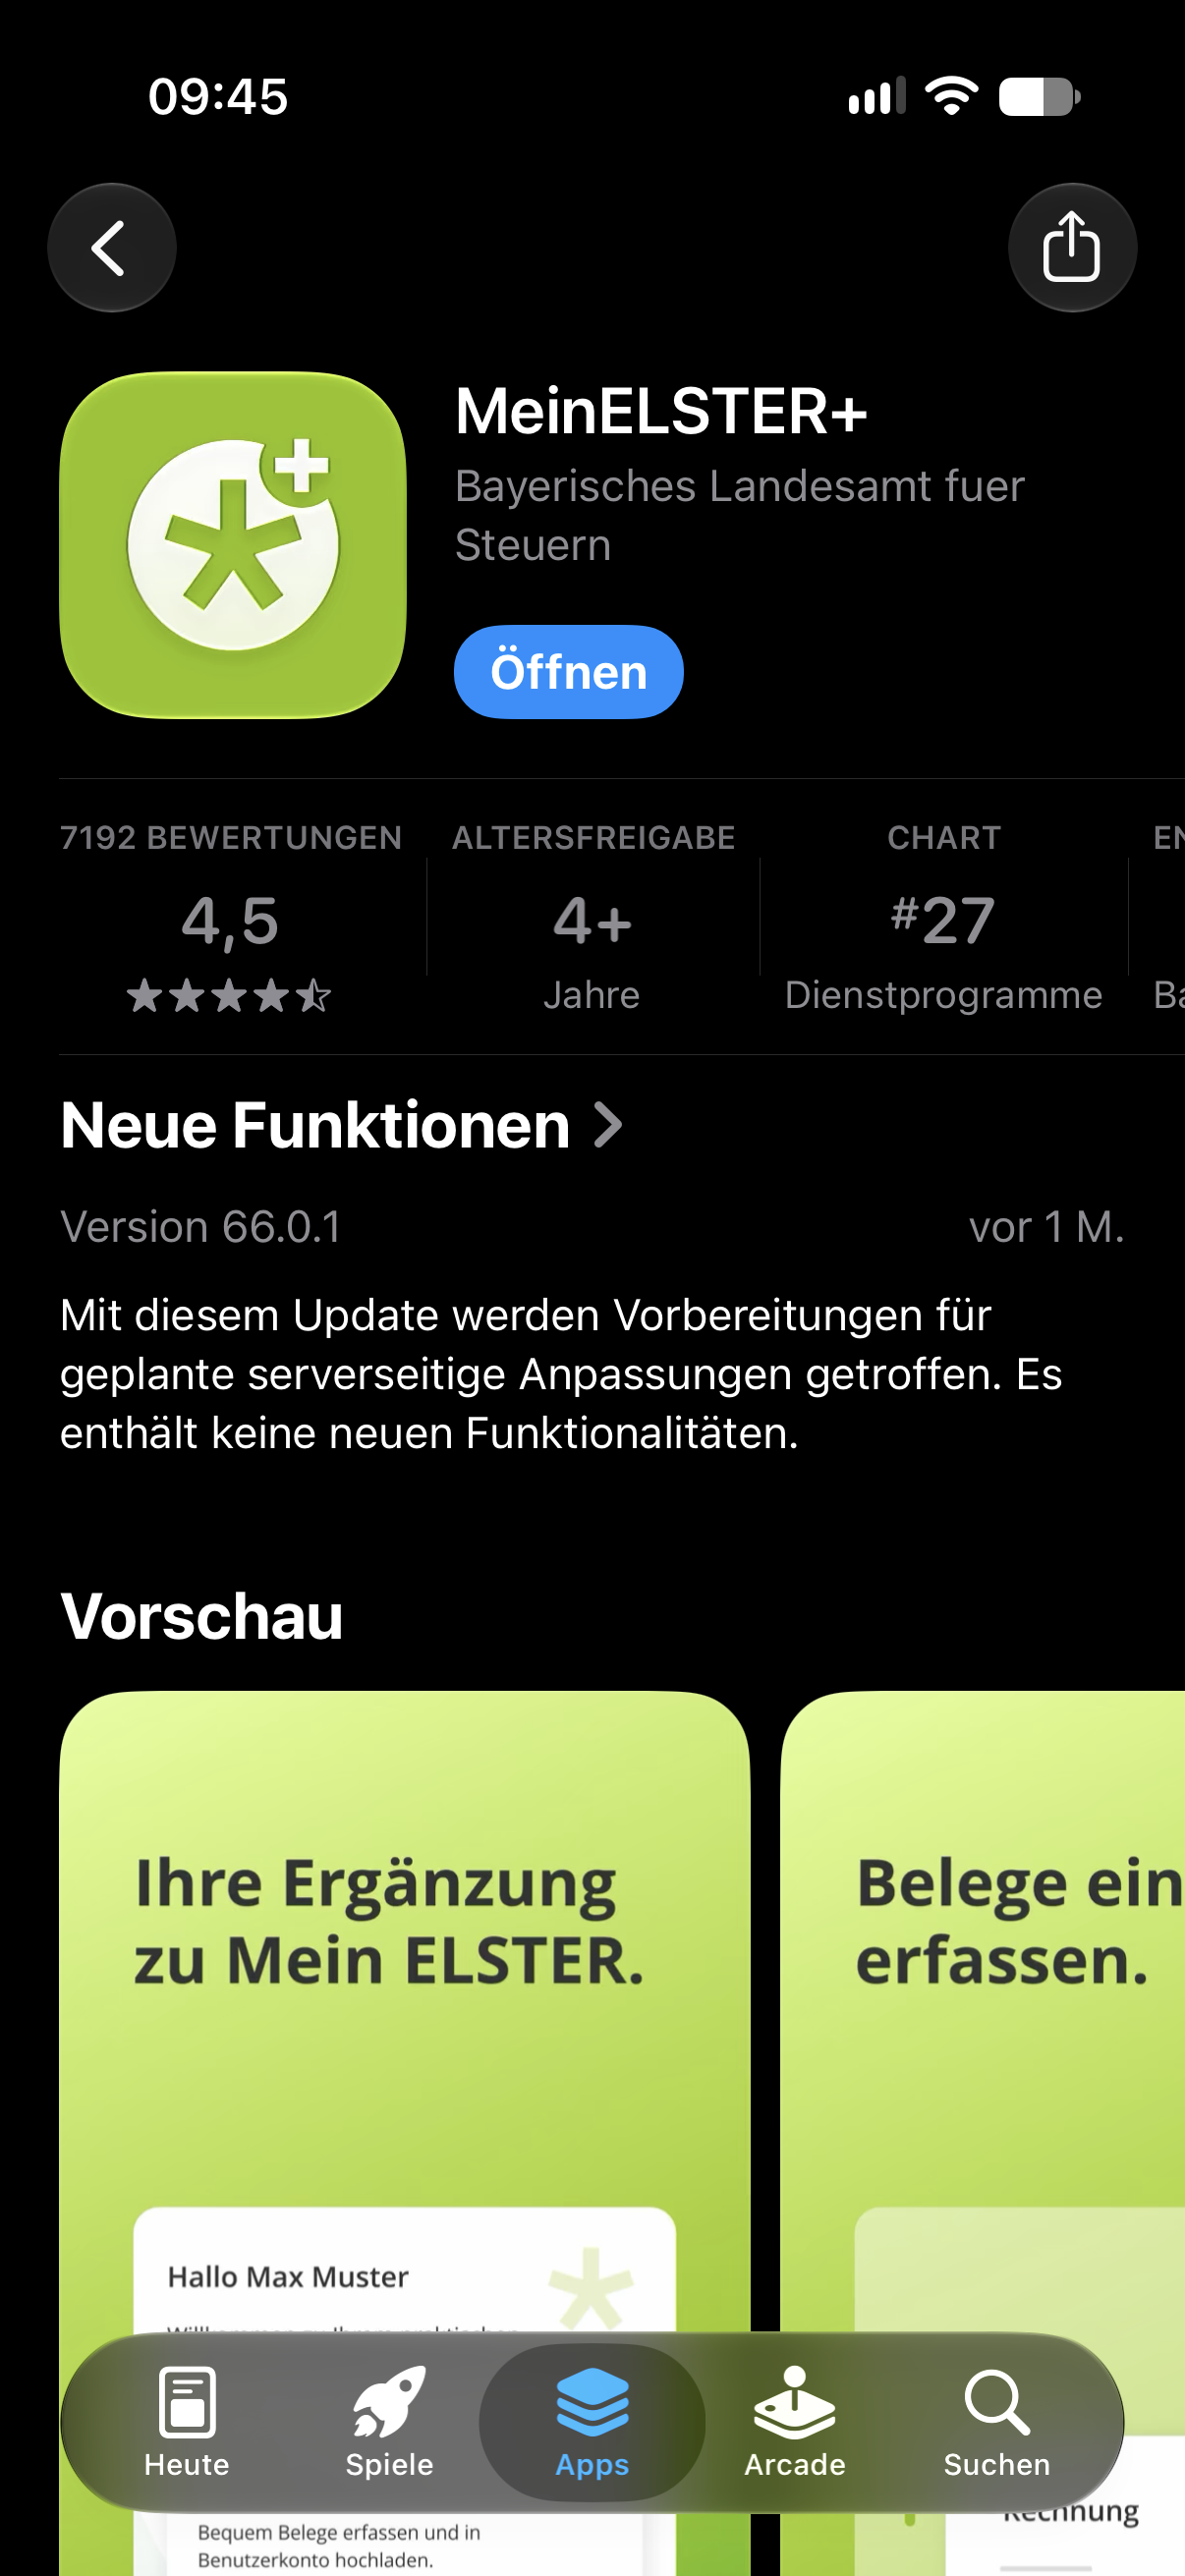 09:45
MeinELSTER+
Bayerisches Landesamt fuer
Steuern
Öffnen
7192 BEWERTUNGEN
4,5
ALTERSFREIGABE
4+
Jahre
CHART
#27
Dienstprogramme
Neue Funktionen
Version 66.0.1
vor 1 M.
Mit diesem Update werden Vorbereitungen für
geplante serverseitige Anpassungen getroffen. Es
enthält keine neuen Funktionalitäten.
Vorschau
Ihre Ergänzung
zu Mein ELSTER.
Hallo Max Muster
Belege ein
erfassen.
Rechnung
Heute
Spiele
Apps
Arcade
Suchen
Bequem Belege erfassen und in
Benutzerkonto hochladen.